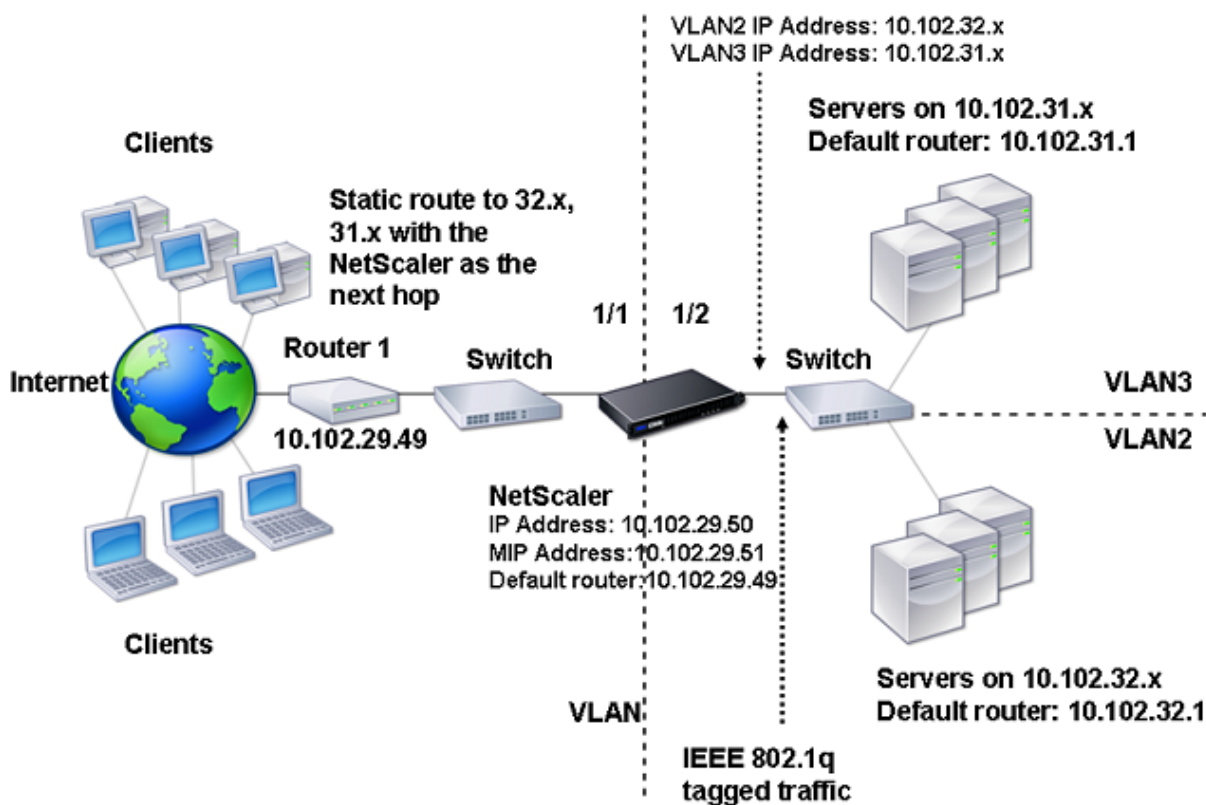 VLAN2 IP Address: 10.102.32.x
VLAN3 IP Address: 10.102.31.x
Servers on 10.102.31.x
Default router: 10.102.31.1
Clients
Static route to 32.x,
31.x with the
NetScaler as the
next hop
1/1
1/2
Internet
Router 1
10.102.29.49
Switch
Switch
VLAN3
VLAN2
NetScaler
IP Address: 10.102.29.50
MIP Address:10.102.29.51
Default router:10.102.29.49
Clients
Servers on 10.102.32.x
Default router: 10.102.32.1
VLAN
IEEE 802.1q
tagged traffic